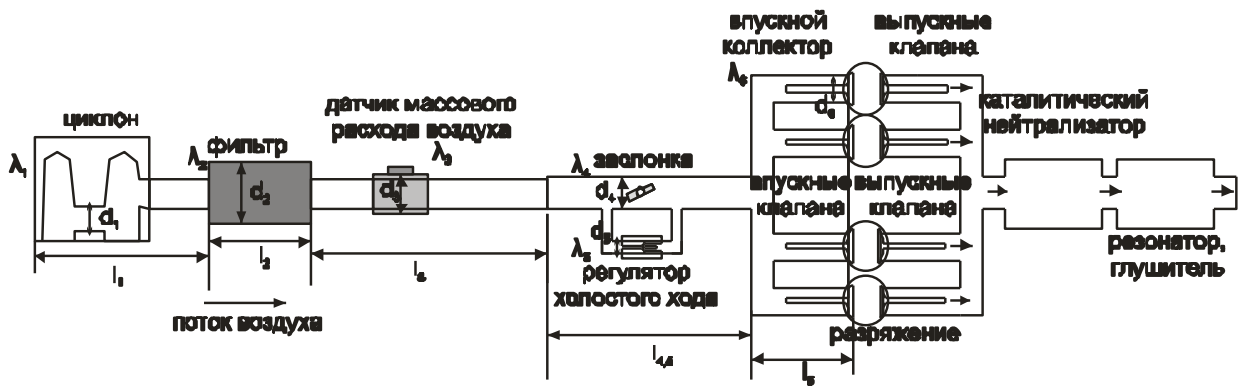 впускной
коллектор
выпускные
клапана
λ₆
d₆
каталитический
нейтрализатор
датчик массового
расхода воздуха
циклон
фильтр
λ₁
λ₂
λ₃
λ₄
заслонка
d₁
d₂
d₃
d₄
впускные
клапана
выпускные
клапана
d₅
λ₅
регулятор
холостого хода
l₁
l₂
поток воздуха
резонатор,
глушитель
разряжение
l₄,₅
l₅